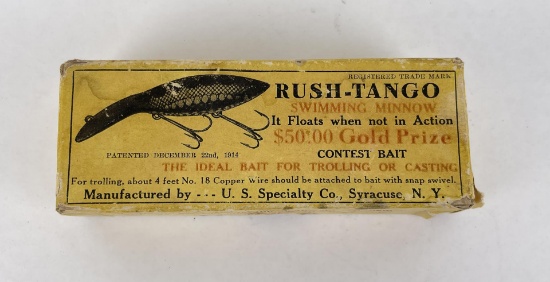 REGISTERED TRADE MARK
RUSH-TANGO
SWIMMING MINNOW
It Floats when not in Action
$50.00 Gold Prize
PATENTED DECEMBER 22nd, 1914
CONTEST BAIT
THE IDEAL BAIT FOR TROLLING OR CASTING
For trolling, about 4 feet No. 18 Copper Wire should be attached to bait with snap swivel.
Manufactured by --- U. S. Specialty Co., Syracuse, N. Y.